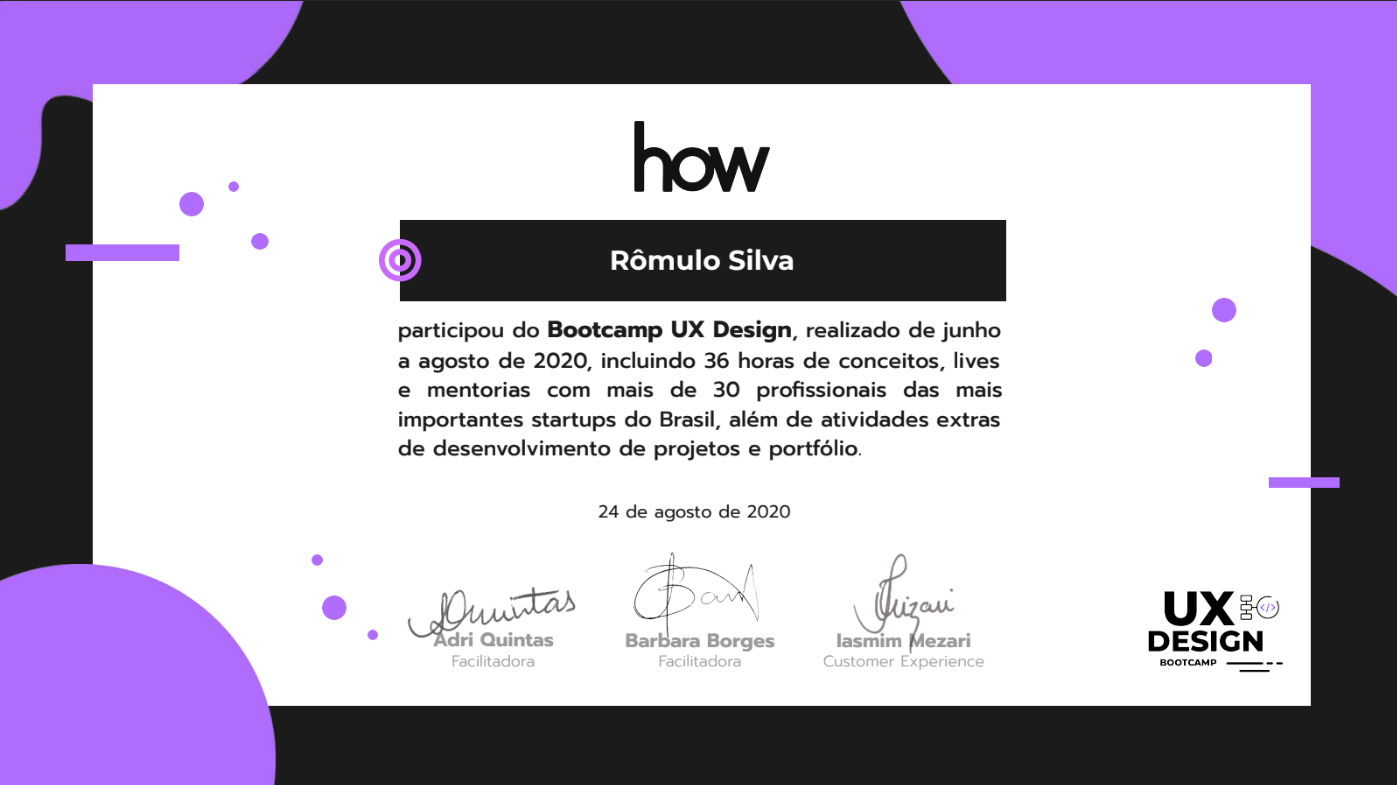 how
Rômulo Silva
participou do Bootcamp UX Design, realizado de junho
a agosto de 2020, incluindo 36 horas de conceitos, lives
e mentorias com mais de 30 profissionais das mais
importantes startups do Brasil, além de atividades extras
de desenvolvimento de projetos e portfólio.
24 de agosto de 2020
AQuintas
Adri Quintas
Facilitadora
Barbara Borges
Facilitadora
Iasmim Mezari
Customer Experience
UX </>
DESIGN
BOOTCAMP